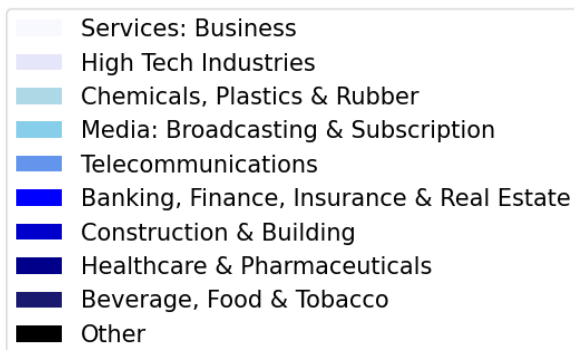 Services: Business
High Tech Industries
Chemicals, Plastics & Rubber
Media: Broadcasting & Subscription
Telecommunications
Banking, Finance, Insurance & Real Estate
Construction & Building
Healthcare & Pharmaceuticals
Beverage, Food & Tobacco
Other